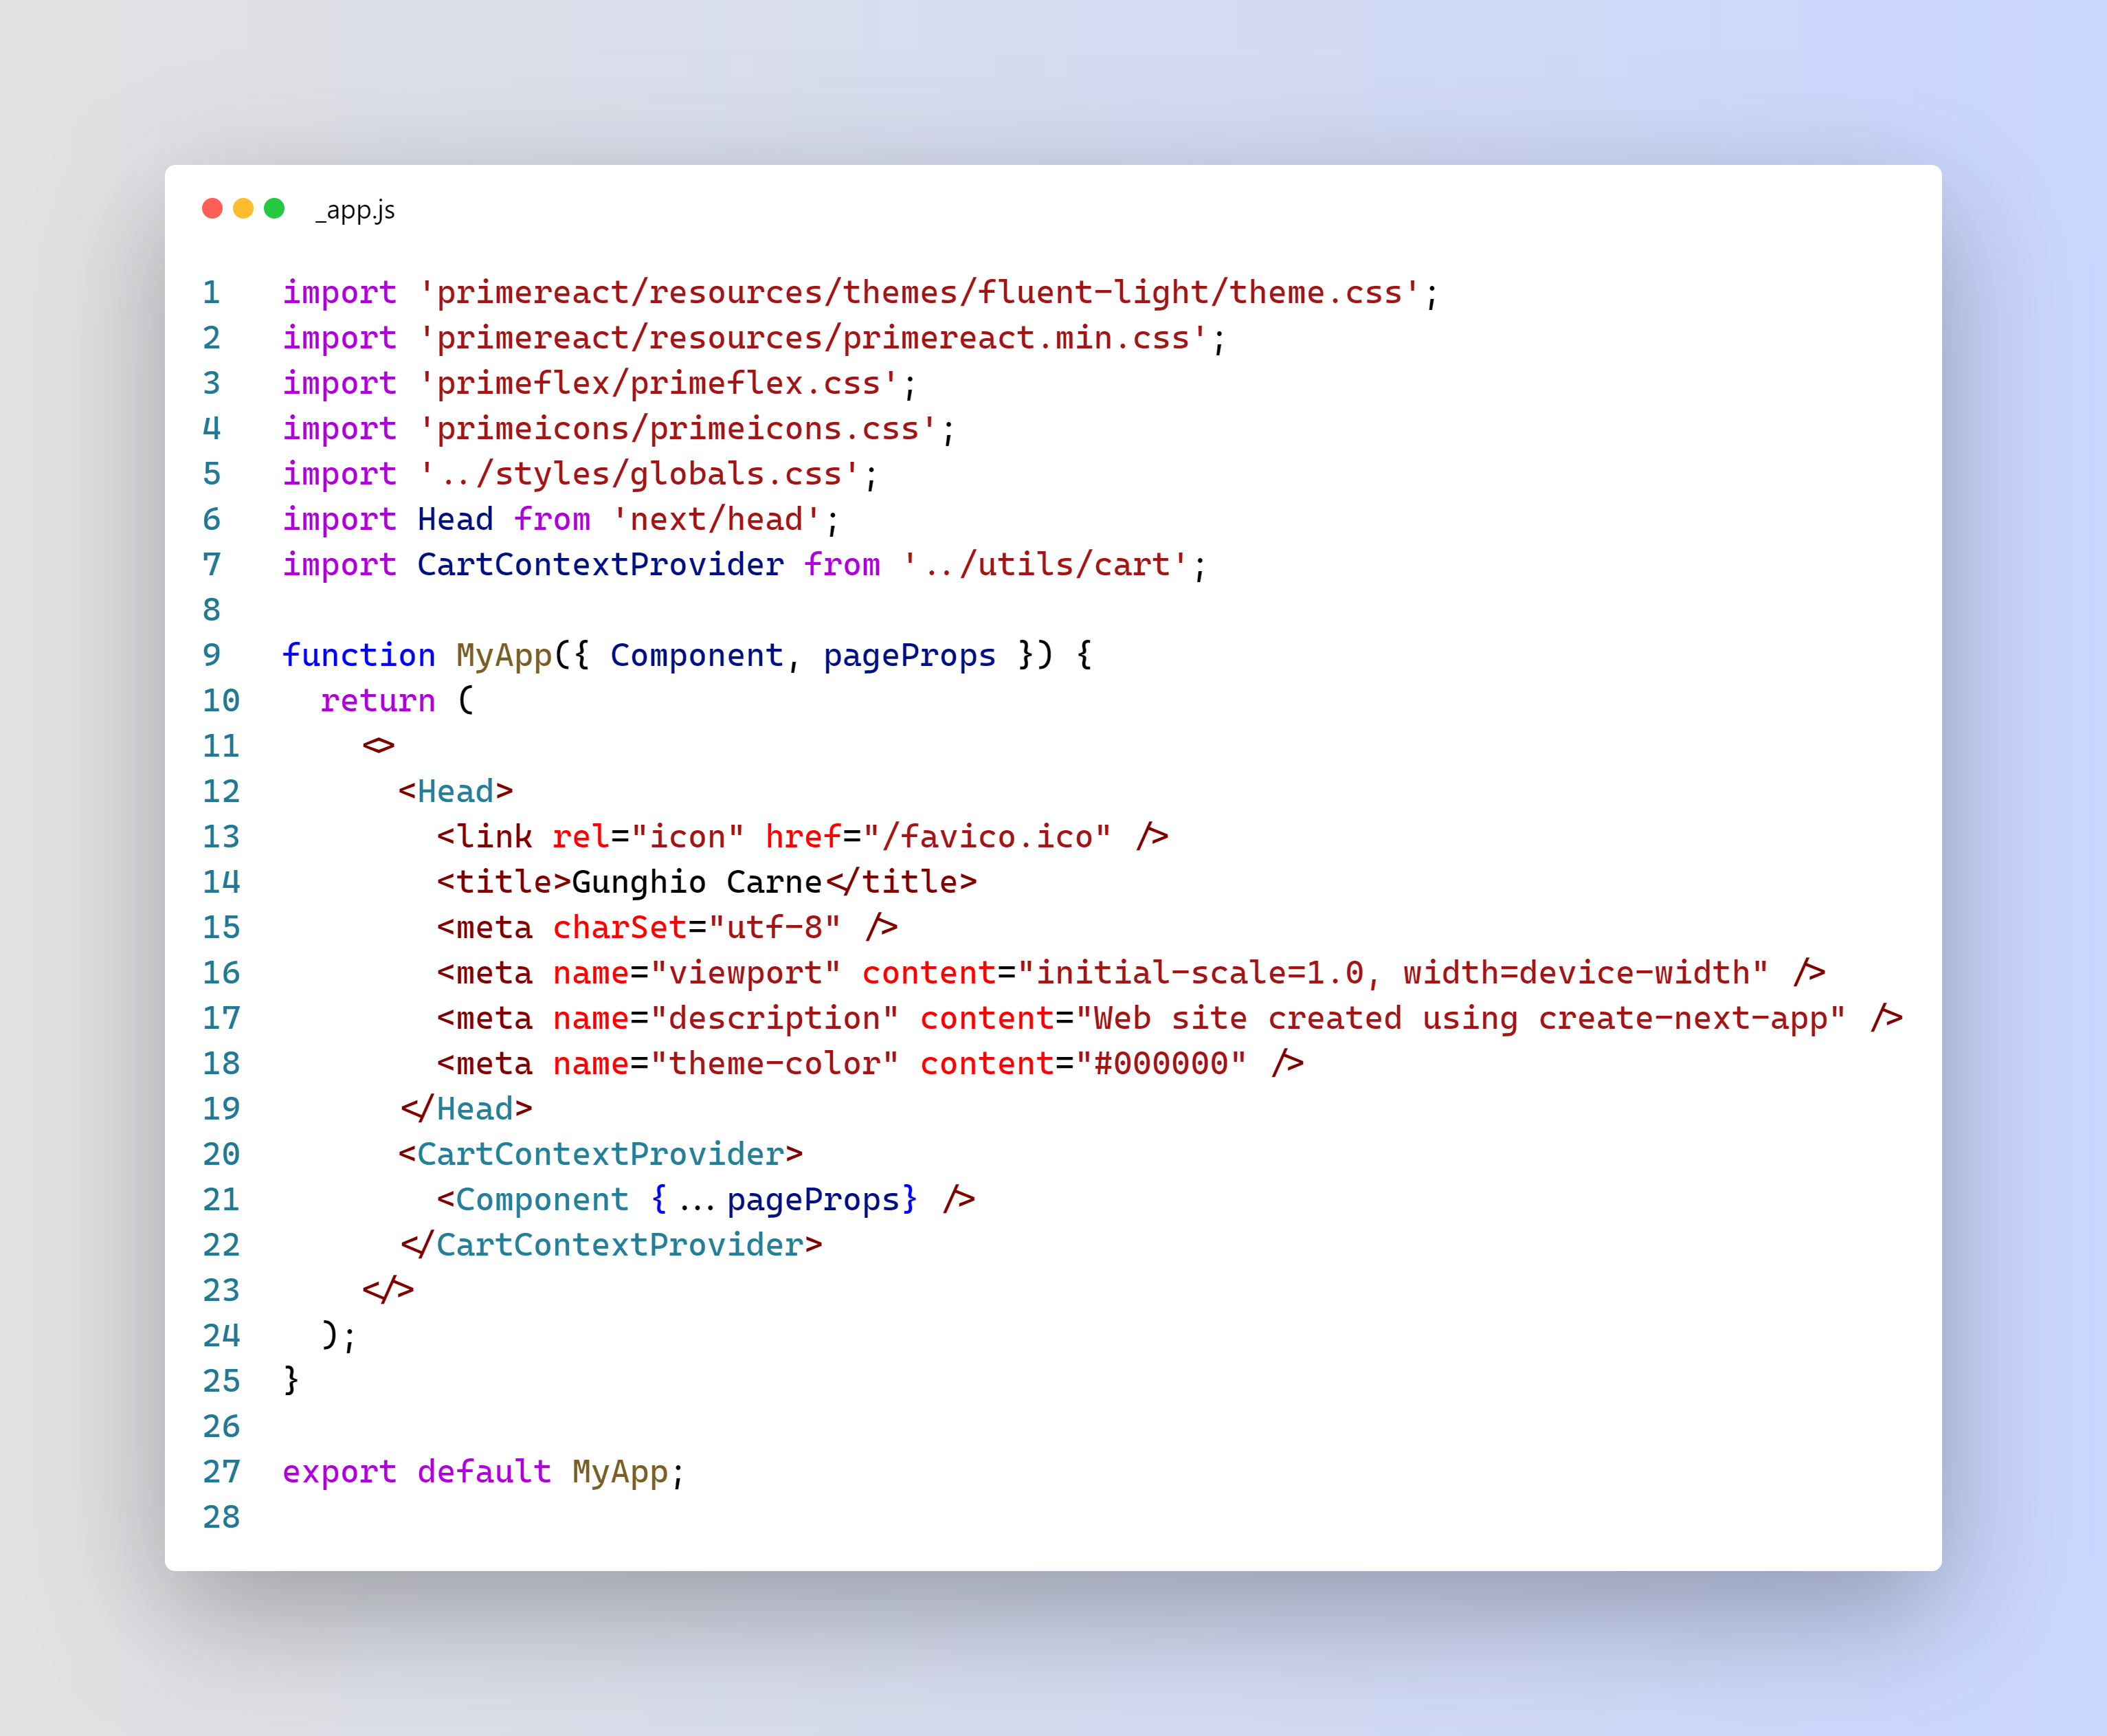 _app.js
1 import 'primereact/resources/themes/fluent-light/theme.css';
2 import 'primereact/resources/primereact.min.css';
3 import 'primeflex/primeflex.css';
4 import 'primeicons/primeicons.css';
5 import '../styles/globals.css';
6 import Head from 'next/head';
7 import CartContextProvider from '../utils/cart';
8
9 function MyApp({ Component, pageProps }) {
10   return (
11     <>
12       <Head>
13         <link rel="icon" href="/favico.ico" />
14         <title>Gunghio Carne</title>
15         <meta charSet="utf-8" />
16         <meta name="viewport" content="initial-scale=1.0, width=device-width" />
17         <meta name="description" content="Web site created using create-next-app" />
18         <meta name="theme-color" content="#000000" />
19       </Head>
20       <CartContextProvider>
21         <Component {...pageProps} />
22       </CartContextProvider>
23     </>
24   );
25 }
26
27 export default MyApp;
28